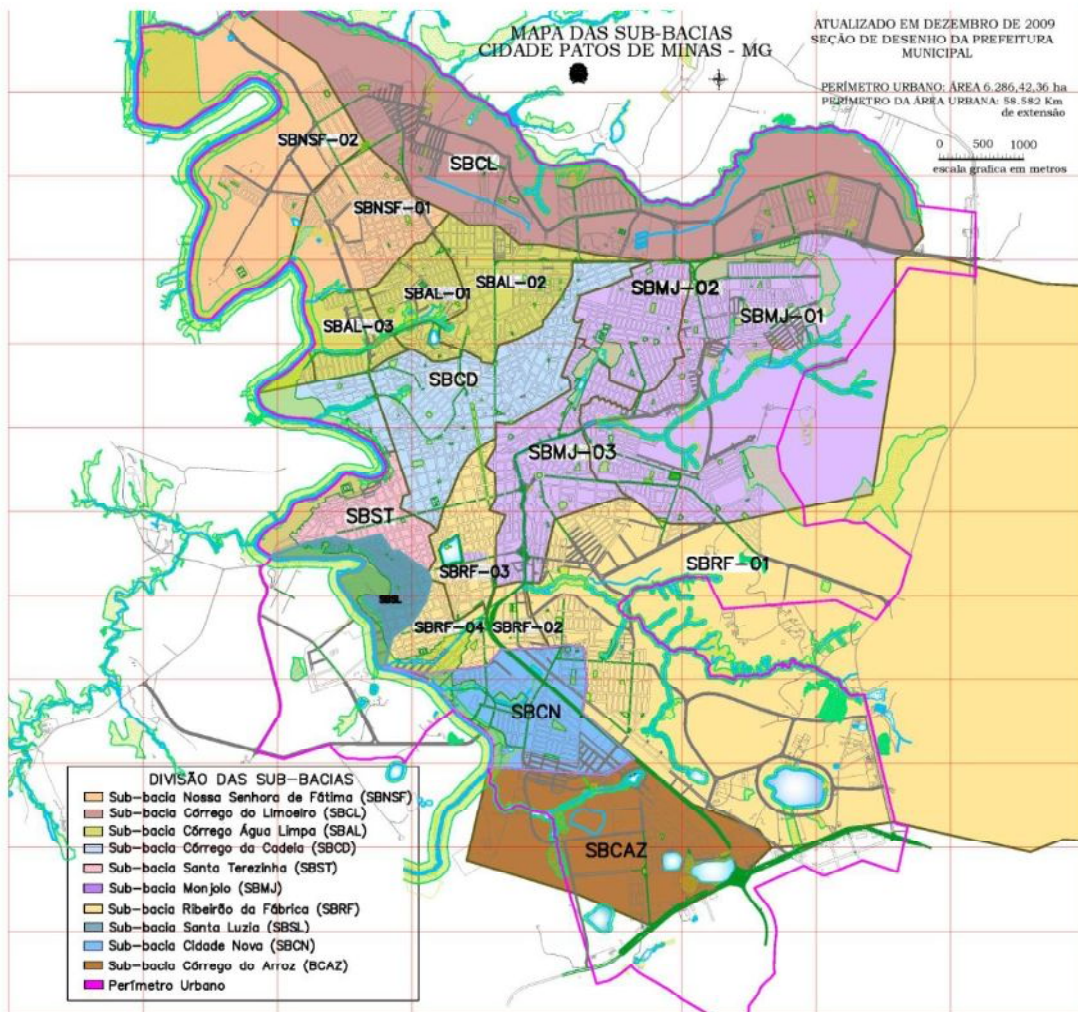 MAPA DAS SUB-BACIAS
CIDADE PATOS DE MINAS - MG
ATUALIZADO EM DEZEMBRO DE 2009
SEÇÃO DE DESENHO DA PREFEITURA
MUNICIPAL
PERÍMETRO URBANO: ÁREA 6.286,42,36 ha
PERÍMETRO DA ÁREA URBANA: 58.582 Km
de extensão
0 500 1000
escala grafica em metros
SBNSF-02
SBCL
SBNSF-01
SBAL-02
SBMJ-02
SBAL-01
SBMJ-01
SBAL-03
SBCD
SBMJ-03
SBST
SBRF-01
SBRF-03
SBSL
SBRF-04
SBRF-02
SBCN
SBCAZ
DIVISÃO DAS SUB-BACIAS
Sub-bacia Nossa Senhora de Fátima (SBNSF)
Sub-bacia Córrego do Limoeiro (SBCL)
Sub-bacia Córrego Água Limpa (SBAL)
Sub-bacia Córrego da Cadeia (SBCD)
Sub-bacia Santa Terezinha (SBST)
Sub-bacia Monjolo (SBMJ)
Sub-bacia Ribeirão da Fábrica (SBRF)
Sub-bacia Santa Luzia (SBSL)
Sub-bacia Cidade Nova (SBCN)
Sub-bacia Córrego do Arroz (BCAZ)
Perímetro Urbano